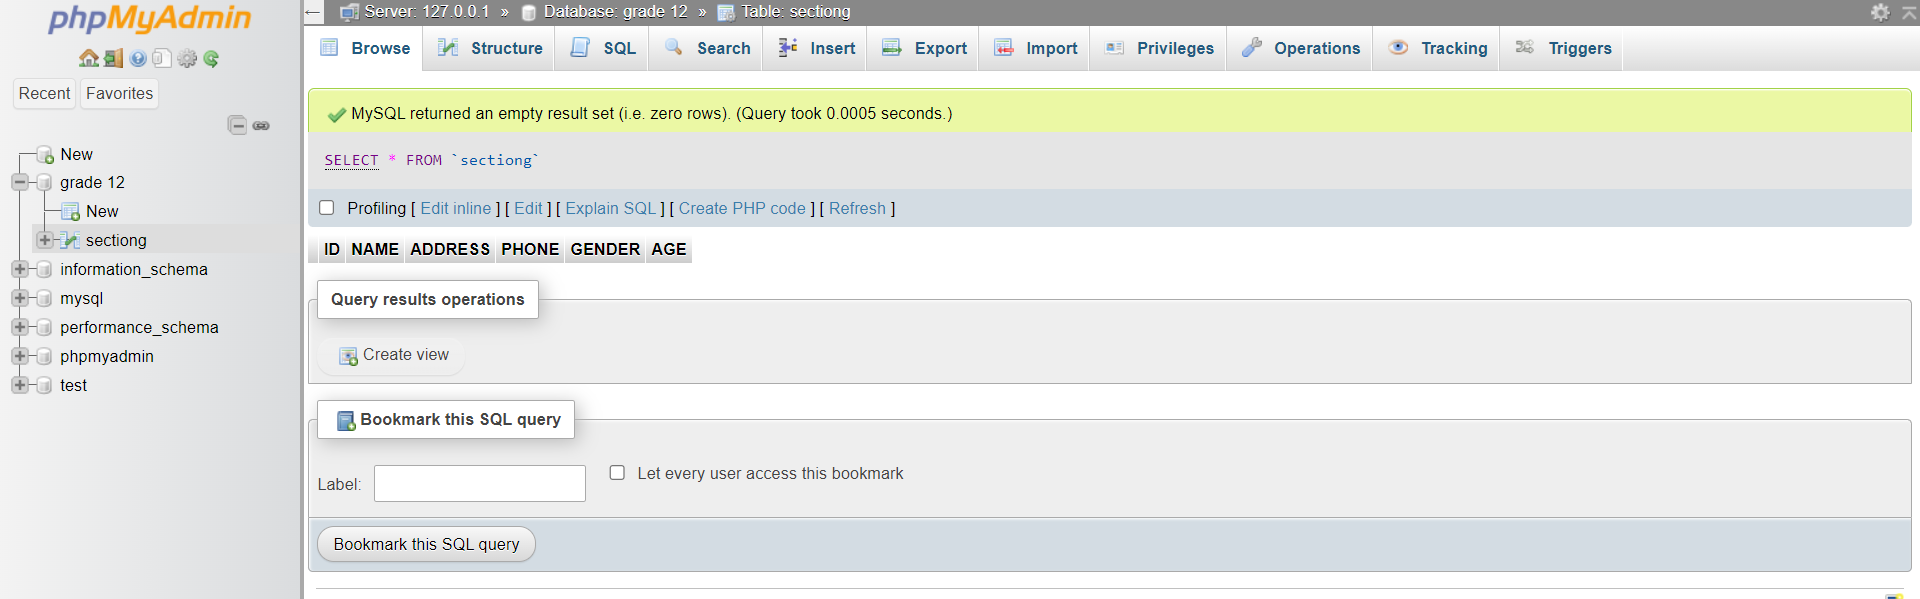 phpMyAdmin
Recent Favorites
New
grade 12
New
sectiong
information_schema
mysql
performance_schema
phpmyadmin
test
Server: 127.0.0.1 » Database: grade 12 » Table: sectiong
Browse Structure SQL Search Insert Export Import Privileges Operations Tracking Triggers
MySQL returned an empty result set (i.e. zero rows). (Query took 0.0005 seconds.)
SELECT * FROM `sectiong`
Profiling [ Edit inline ] [ Edit ] [ Explain SQL ] [ Create PHP code ] [ Refresh ]
ID NAME ADDRESS PHONE GENDER AGE
Query results operations
Create view
Bookmark this SQL query
Label: Let every user access this bookmark
Bookmark this SQL query